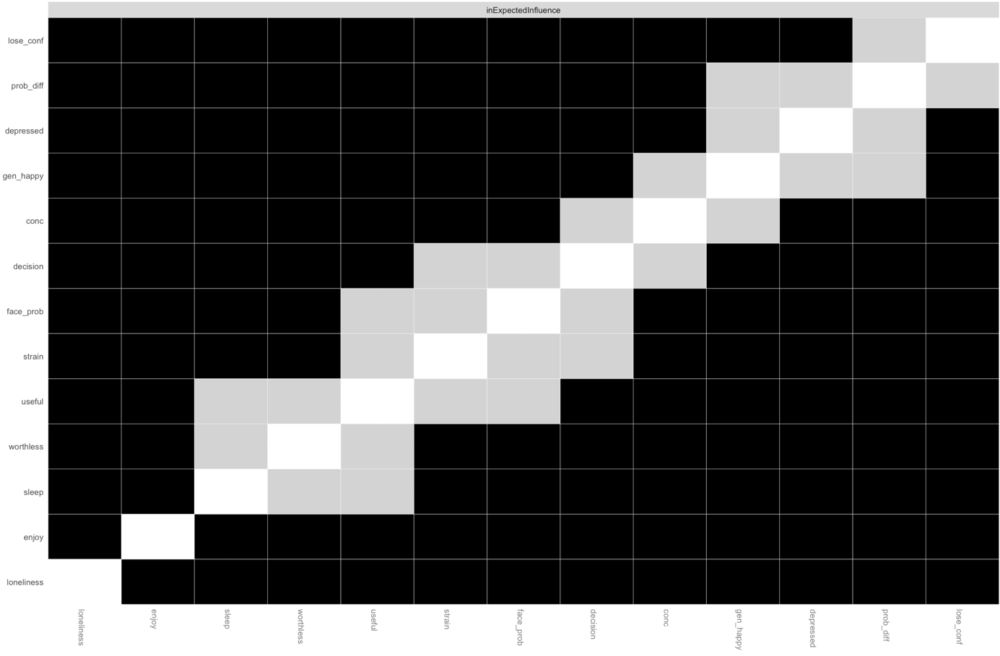 inExpectedInfluence
lose_conf
prob_diff
depressed
gen_happy
conc
decision
face_prob
strain
useful
worthless
sleep
enjoy
loneliness
loneliness
enjoy
sleep
worthless
useful
strain
face_prob
decision
conc
gen_happy
depressed
prob_diff
lose_conf